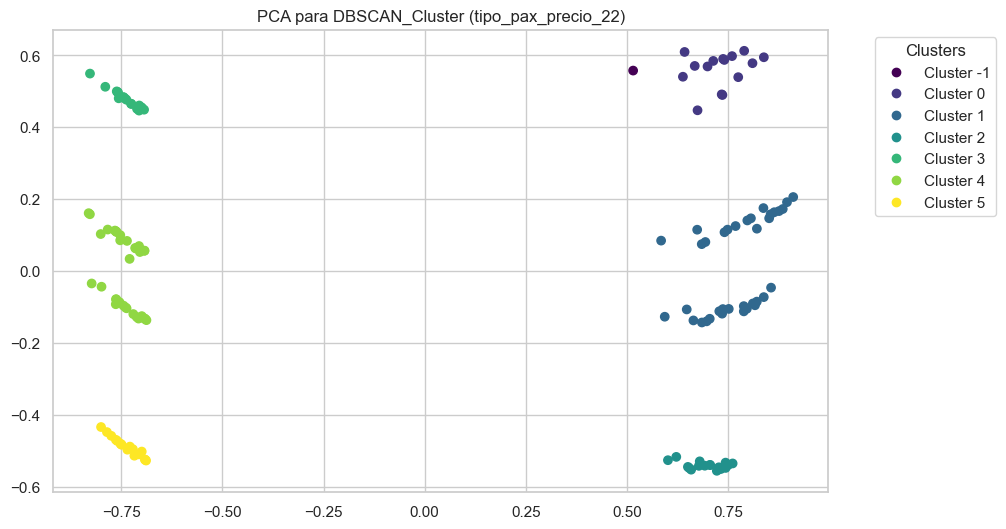 PCA para DBSCAN_Cluster (tipo_pax_precio_22)
0.6
0.4
0.2
0.0
−0.2
−0.4
−0.6
−0.75
−0.50
−0.25
0.00
0.25
0.50
0.75
Clusters
Cluster -1
Cluster 0
Cluster 1
Cluster 2
Cluster 3
Cluster 4
Cluster 5